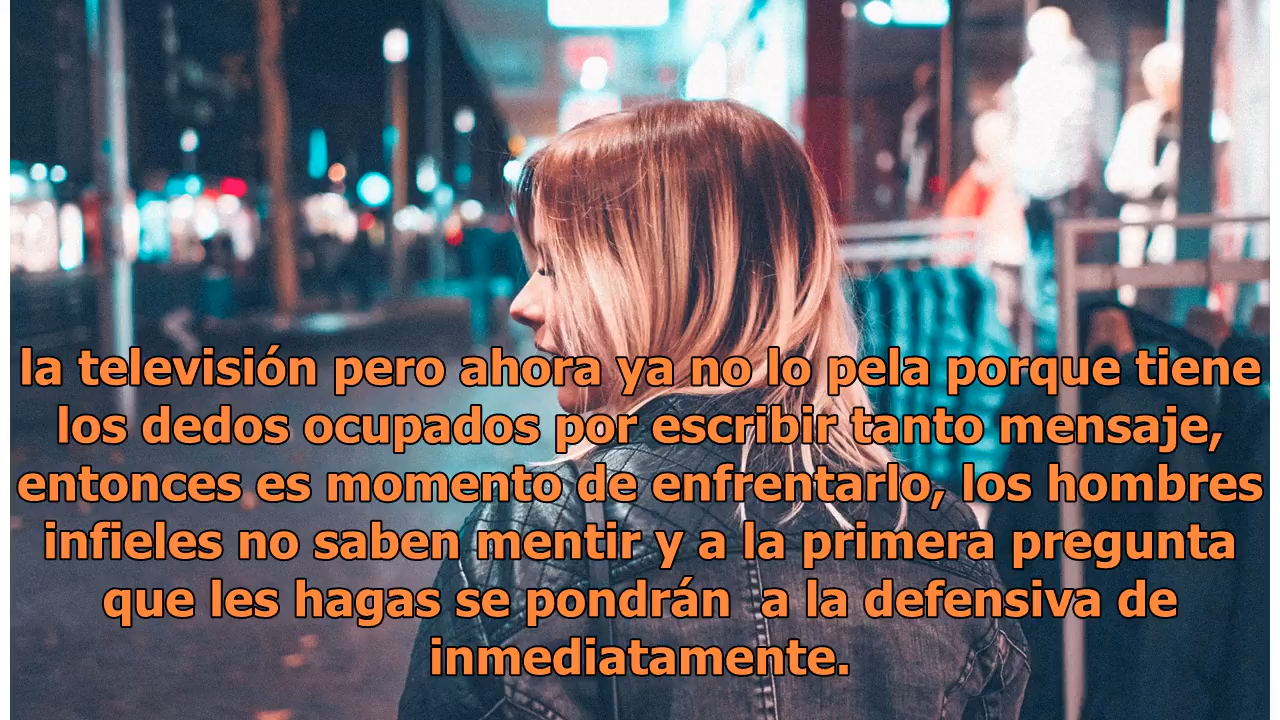 la televisión pero ahora ya no lo pela porque tiene
los dedos ocupados por escribir tanto mensaje,
entonces es momento de enfrentarlo, los hombres
infieles no saben mentir y a la primera pregunta
que les hagas se pondrán  a la defensiva de
inmediatamente.